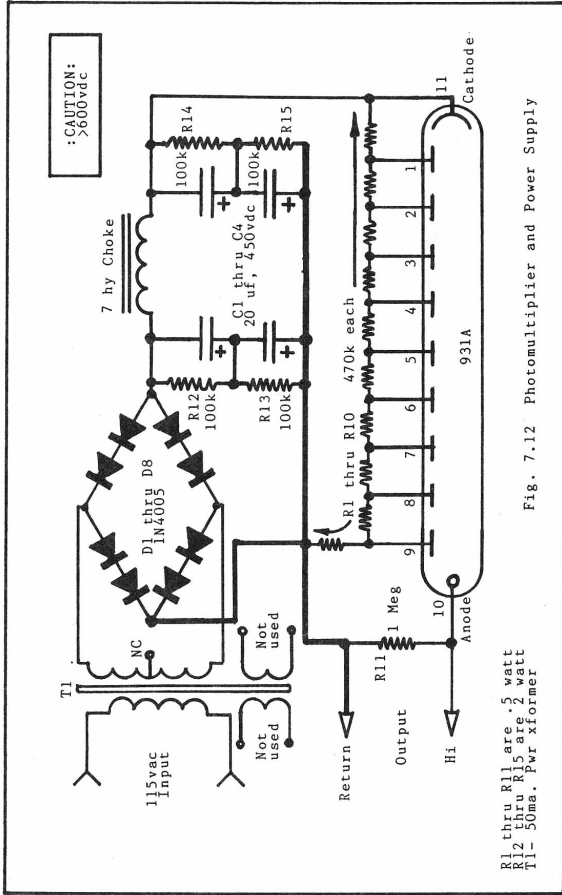 :CAUTION:
>600vdc
T1
115vac
Input
NC
D1 thru D8
1N4005
7 hy Choke
Not
used
Not
used
R12
100k
R13
100k
C1 thru C4
20 uf, 450vdc
100k
R14
100k
R15
Return
Output
Hi
R11
1 Meg
R1 thru R10
470k each
10
Anode
9
8
7
6
5
4
3
2
1
931A
11
Cathode
R1 thru R11 are .5 watt
R12 thru R15 are 2 watt
T1- 50ma. Pwr xformer
Fig. 7.12 Photomultiplier and Power Supply